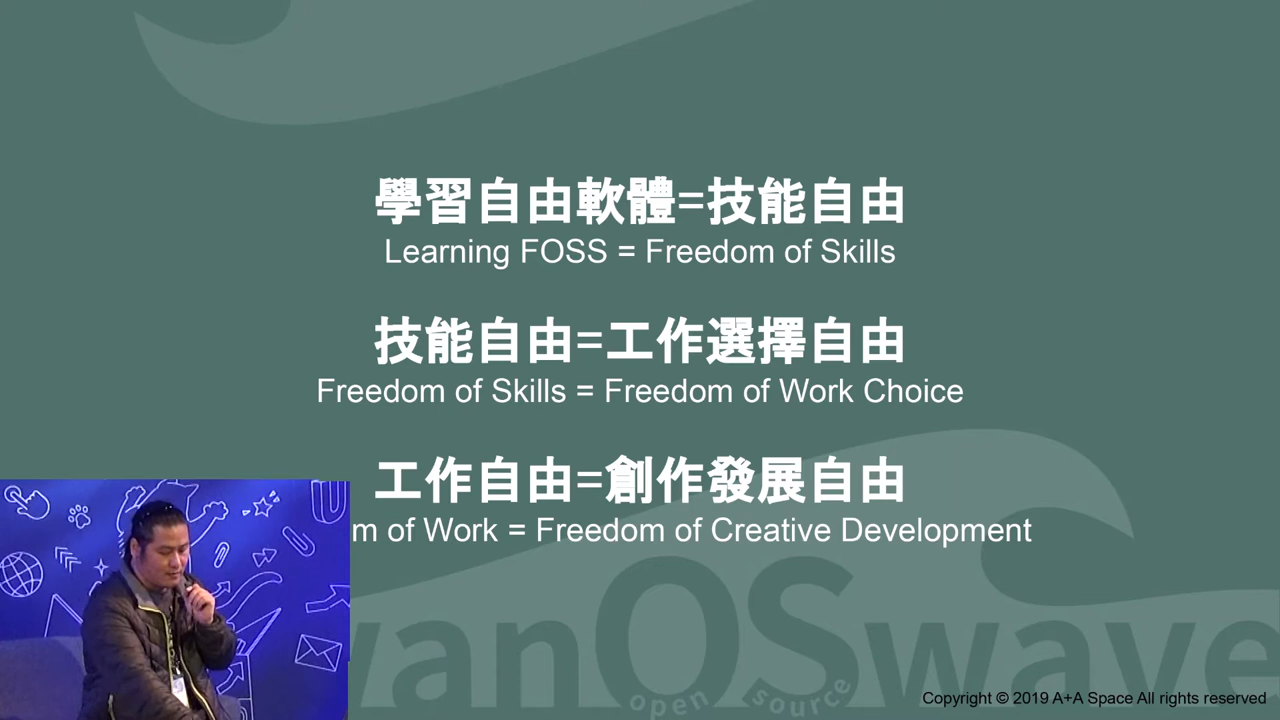 學習自由軟體=技能自由
Learning FOSS = Freedom of Skills
技能自由=工作選擇自由
Freedom of Skills = Freedom of Work Choice
工作自由=創作發展自由
of Work = Freedom of Creative Development
wanOSwave
open source
Copyright © 2019 A+A Space All rights reserved